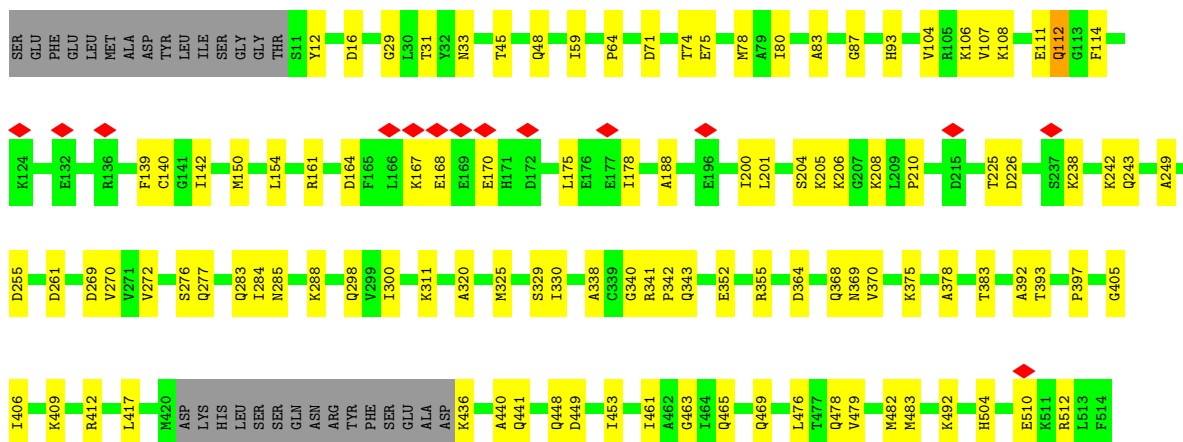 SER GLU PHE GLU LEU MET ALA ASP TYR LEU ILE SER GLY GLY THR S11 Y12 D16 G29 L30 T31 Y32 N33 T45 Q48 I59 P64 D71 T74 E75 M78 A79 I80 A83 G87 H93 V104 R105 K106 V107 K108 E111 Q112 G113 F114
K124 E132 R136 F139 C140 G141 I142 M150 L154 R161 D164 F165 L166 K167 E168 E169 E170 H171 D172 L175 E176 E177 I178 A188 E196 I200 L201 S204 K205 K206 G207 K208 L209 P210 D215 T225 D226 S237 K238 K242 Q243 A249
D255 D261 D269 V270 V271 V272 S276 Q277 Q283 I284 N285 K288 Q298 V299 I300 K311 A320 M325 S329 I330 A338 C339 G340 R341 P342 Q343 E352 R355 D364 Q368 N369 V370 K375 A378 T383 A392 T393 P397 G405
I406 K409 R412 L417 M420 ASP LYS HIS LEU SER SER GLN ASN ARG TYR PHE SER GLU ALA ASP K436 A440 Q441 Q448 D449 I453 I461 A462 G463 I464 Q465 Q469 L476 T477 Q478 V479 M482 M483 K492 H504 E510 K511 R512 L513 F514